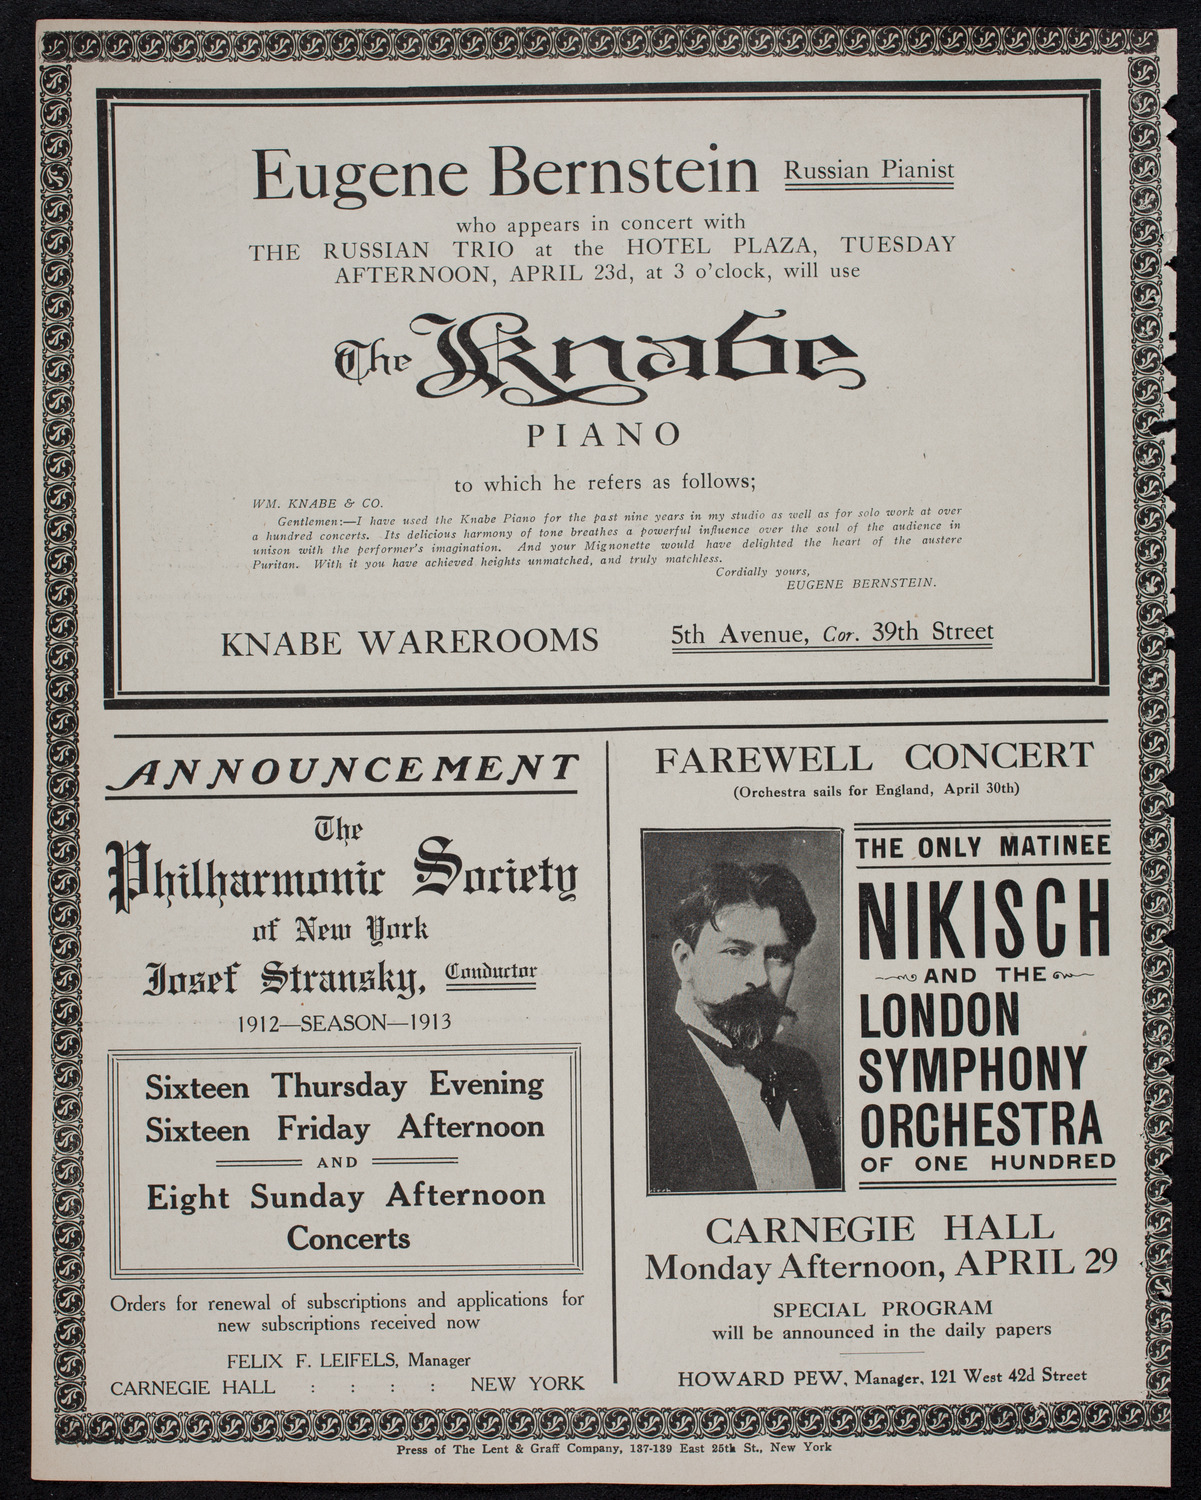 Eugene Bernstein Russian Pianist
who appears in concert with
THE RUSSIAN TRIO at the HOTEL PLAZA, TUESDAY
AFTERNOON, APRIL 23d, at 3 o'clock, will use
The Knabe
PIANO
to which he refers as follows;
WM. KNABE & CO.
Gentlemen:—I have used the Knabe Piano for the past nine years in my studio as well as for solo work at over
a hundred concerts. Its delicious harmony of tone breathes a powerful influence over the soul of the audience in
unison with the performer's imagination. And your Mignonette would have delighted the heart of the austere
Puritan. With it you have achieved heights unmatched, and truly matchless.
Cordially yours,
EUGENE BERNSTEIN.
KNABE WAREROOMS 5th Avenue, Cor. 39th Street
ANNOUNCEMENT
The
Philharmonic Society
of New York
Josef Stransky, Conductor
1912—SEASON—1913
Sixteen Thursday Evening
Sixteen Friday Afternoon
AND
Eight Sunday Afternoon
Concerts
Orders for renewal of subscriptions and applications for
new subscriptions received now
FELIX F. LEIFELS, Manager
CARNEGIE HALL : : : : NEW YORK
FAREWELL CONCERT
(Orchestra sails for England, April 30th)
THE ONLY MATINEE
NIKISCH
AND THE
LONDON
SYMPHONY
ORCHESTRA
OF ONE HUNDRED
CARNEGIE HALL
Monday Afternoon, APRIL 29
SPECIAL PROGRAM
will be announced in the daily papers
HOWARD PEW, Manager, 121 West 42d Street
Press of The Lent & Graff Company, 137-139 East 25th St., New York